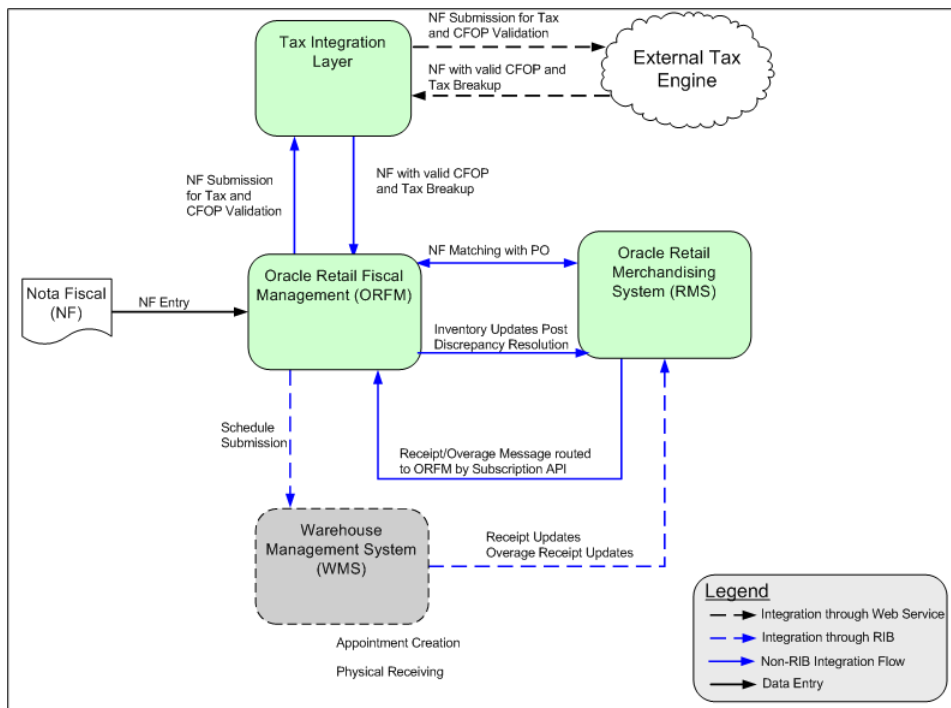 NF Submission for Tax
and CFOP Validation
Tax Integration
Layer
External Tax
Engine
NF with valid CFOP and
Tax Breakup
NF Submission
for Tax and
CFOP Validation
NF with valid CFOP
and Tax Breakup
Oracle Retail Fiscal
Management (ORFM)
NF Matching with PO
Oracle Retail
Merchandising
System (RMS)
Nota Fiscal
(NF)
NF Entry
Inventory Updates Post
Discrepancy Resolution
Schedule
Submission
Receipt/Overage Message routed
to ORFM by Subscription API
Warehouse
Management System
(WMS)
Receipt Updates
Overage Receipt Updates
Appointment Creation
Physical Receiving
Legend
Integration through Web Service
Integration through RIB
Non-RIB Integration Flow
Data Entry